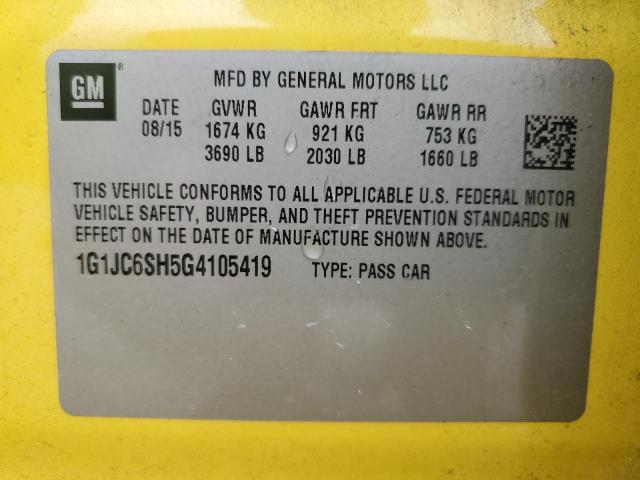 GM ®
MFD BY GENERAL MOTORS LLC
DATE GVWR GAWR FRT GAWR RR
08/15 1674 KG 921 KG 753 KG
3690 LB 2030 LB 1660 LB
THIS VEHICLE CONFORMS TO ALL APPLICABLE U.S. FEDERAL MOTOR
VEHICLE SAFETY, BUMPER, AND THEFT PREVENTION STANDARDS IN
EFFECT ON THE DATE OF MANUFACTURE SHOWN ABOVE.
1G1JC6SH5G4105419 TYPE: PASS CAR